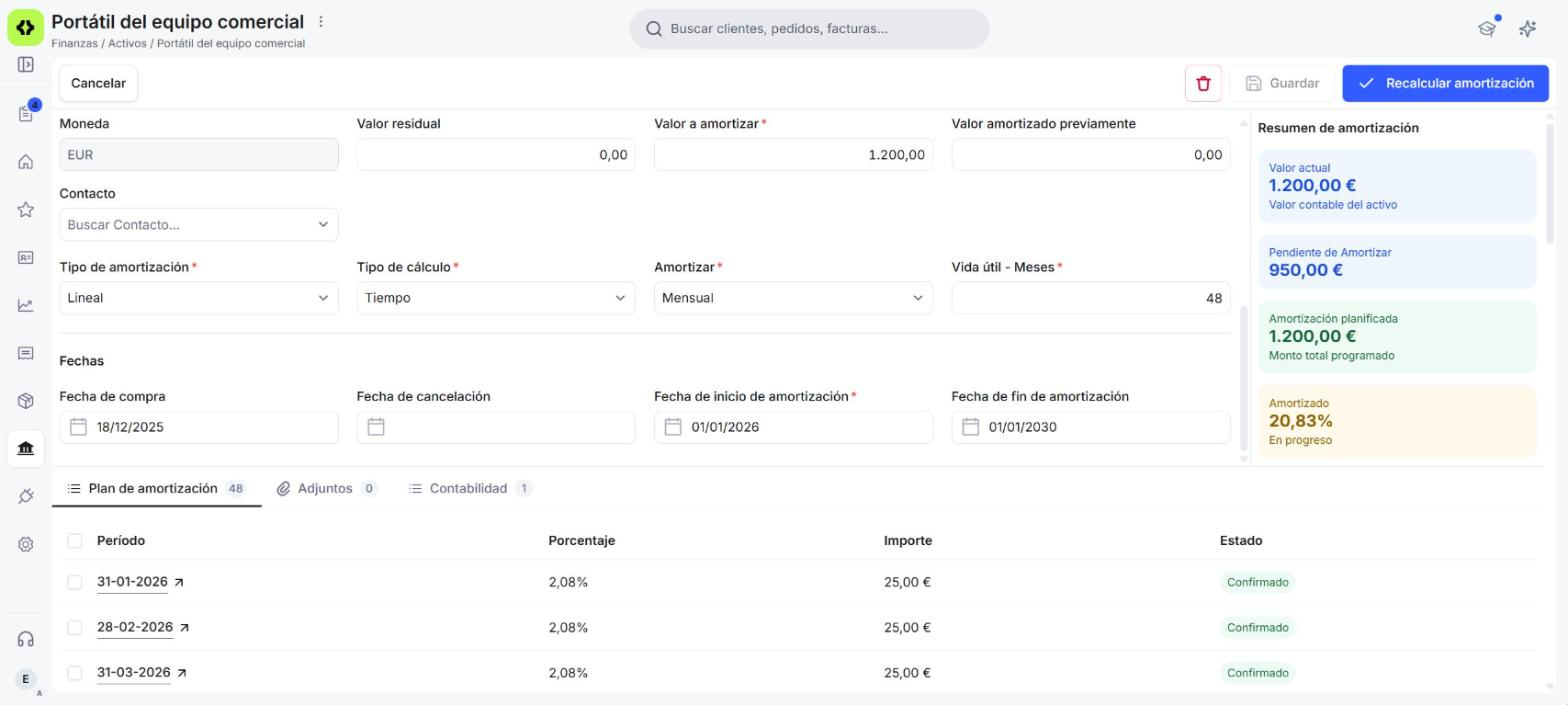 Portátil del equipo comercial
Finanzas / Activos / Portátil del equipo comercial
Buscar clientes, pedidos, facturas...
4
Cancelar
Guardar
Recalcular amortización
Moneda
Valor residual
Valor a amortizar *
Valor amortizado previamente
EUR
0,00
1.200,00
0,00
Contacto
Buscar Contacto...
Tipo de amortización *
Tipo de cálculo *
Amortizar *
Vida útil - Meses *
Lineal
Tiempo
Mensual
48
Fechas
Fecha de compra
Fecha de cancelación
Fecha de inicio de amortización *
Fecha de fin de amortización
18/12/2025
01/01/2026
01/01/2030
Resumen de amortización
Valor actual
1.200,00 €
Valor contable del activo
Pendiente de Amortizar
950,00 €
Amortización planificada
1.200,00 €
Monto total programado
Amortizado
20,83%
En progreso
Plan de amortización 48
Adjuntos 0
Contabilidad 1
Período Porcentaje Importe Estado
31-01-2026 2,08% 25,00 € Confirmado
28-02-2026 2,08% 25,00 € Confirmado
31-03-2026 2,08% 25,00 € Confirmado
E
A